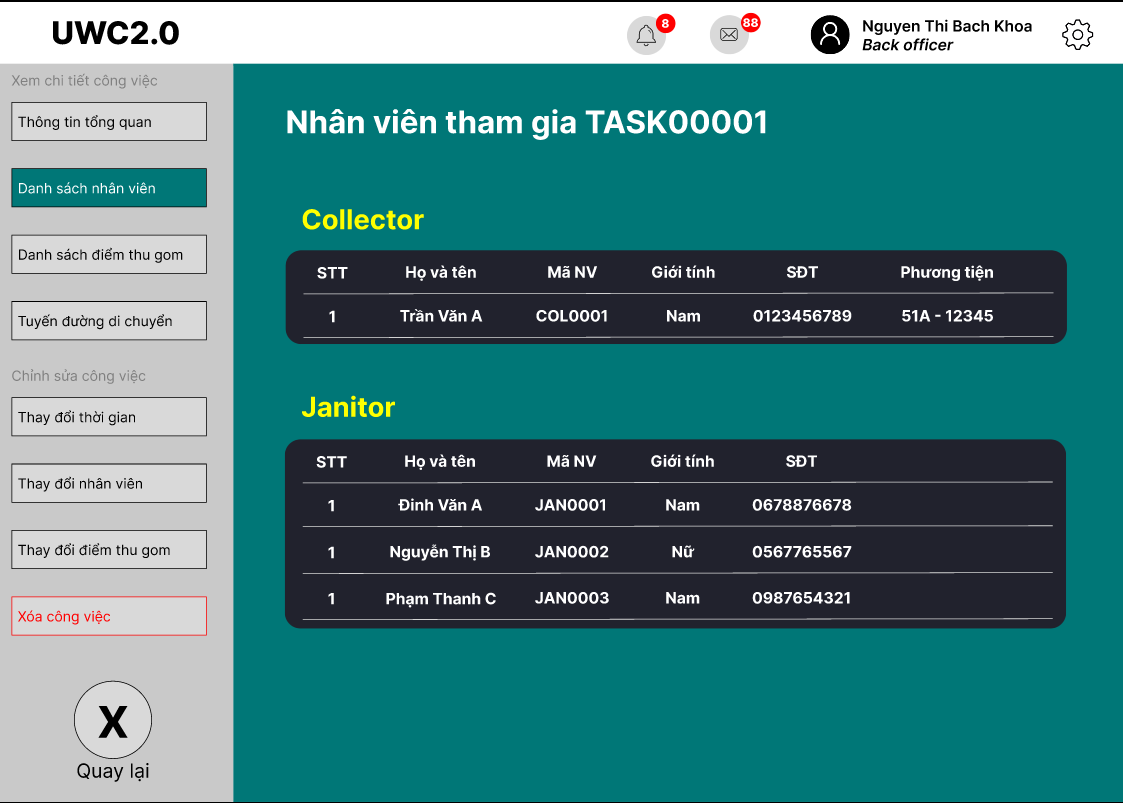 UWC2.0
8
88
Nguyen Thi Bach Khoa
Back officer
Xem chi tiết công việc
Thông tin tổng quan
Danh sách nhân viên
Danh sách điểm thu gom
Tuyến đường di chuyển
Chỉnh sửa công việc
Thay đổi thời gian
Thay đổi nhân viên
Thay đổi điểm thu gom
Xóa công việc
X
Quay lại
Nhân viên tham gia TASK00001
Collector
STT Họ và tên Mã NV Giới tính SĐT Phương tiện
1 Trần Văn A COL0001 Nam 0123456789 51A - 12345
Janitor
STT Họ và tên Mã NV Giới tính SĐT
1 Đinh Văn A JAN0001 Nam 0678876678
1 Nguyễn Thị B JAN0002 Nữ 0567765567
1 Phạm Thanh C JAN0003 Nam 0987654321